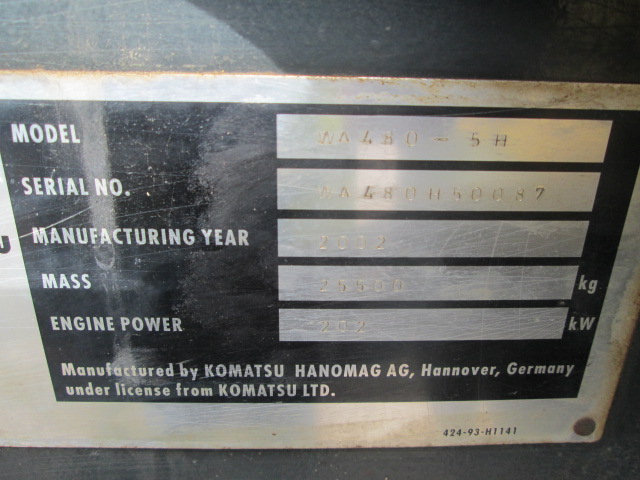 MODEL WA480-5H
SERIAL NO. WA480H50087
MANUFACTURING YEAR 2002
MASS 25500 kg
ENGINE POWER 202 kW
Manufactured by KOMATSU HANOMAG AG, Hannover, Germany
under license from KOMATSU LTD.
424-93-H1141